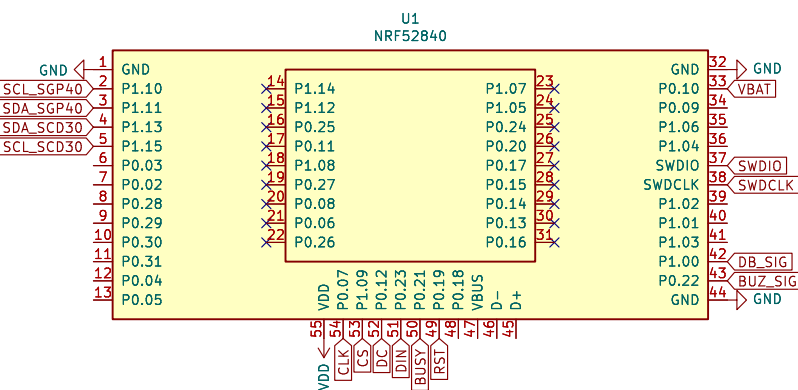 U1
NRF52840
GND 1 GND GND 32 GND
SCL_SGP40 2 P1.10 14 P1.14 P1.07 23 P0.10 33 VBAT
SDA_SGP40 3 P1.11 15 P1.12 P1.05 24 P0.09 34
SDA_SCD30 4 P1.13 16 P0.25 P0.24 25 P1.06 35
SCL_SCD30 5 P1.15 17 P0.11 P0.20 26 P1.04 36
6 P0.03 18 P1.08 P0.17 27 SWDIO 37 SWDIO
7 P0.02 19 P0.27 P0.15 28 SWDCLK 38 SWDCLK
8 P0.28 20 P0.08 P0.14 29 P1.02 39
9 P0.29 21 P0.06 P0.13 30 P1.01 40
10 P0.30 22 P0.26 P0.16 31 P1.03 41
11 P0.31 P1.00 42 DB_SIG
12 P0.04 P0.22 43 BUZ_SIG
13 P0.05 GND 44 GND
VDD P0.07 P1.09 P0.12 P0.23 P0.21 P0.19 P0.18 VBUS D- D+
55 54 53 52 51 50 49 48 47 46 45
VDD CLK CS DC DIN BUSY RST